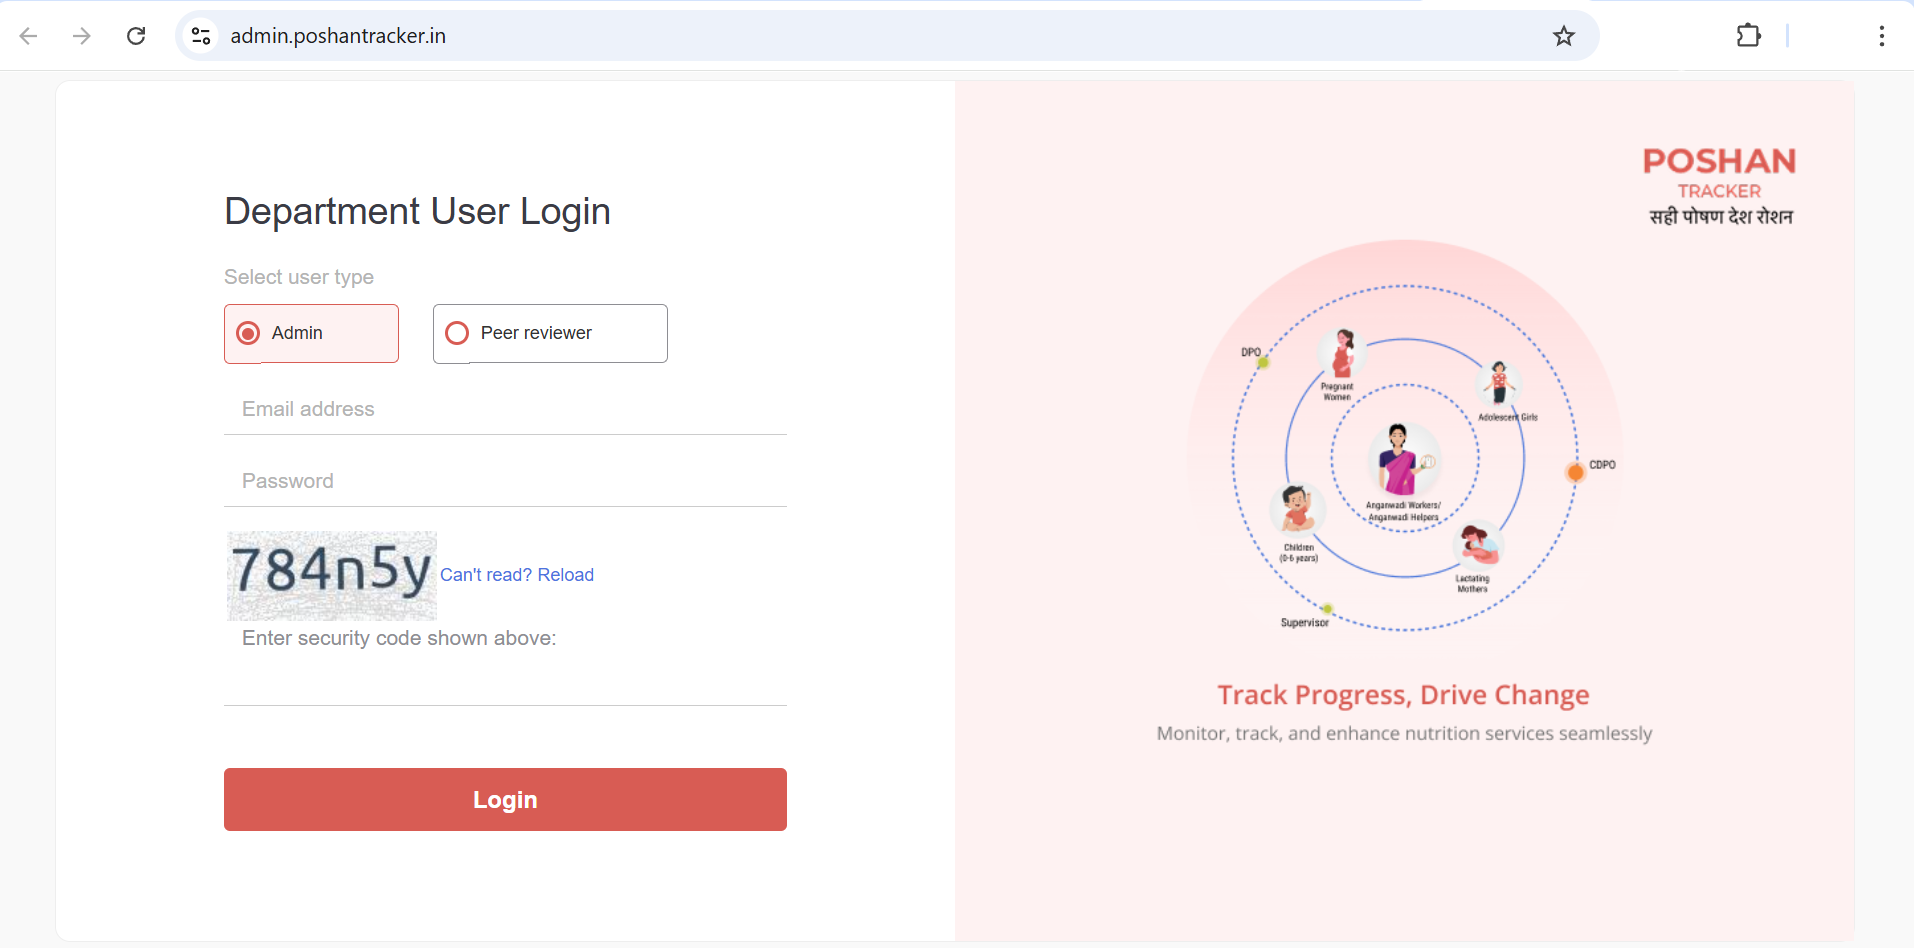 admin.poshantracker.in
Department User Login
Select user type
Admin
Peer reviewer
Email address
Password
784n5y
Can't read? Reload
Enter security code shown above:
Login
POSHAN
TRACKER
सही पोषण देश रोशन
DPO
Pregnant
Women
Adolescent Girls
CDPO
Anganwadi Workers/
Anganwadi Helpers
Children
(0-6 years)
Lactating
Mothers
Supervisor
Track Progress, Drive Change
Monitor, track, and enhance nutrition services seamlessly